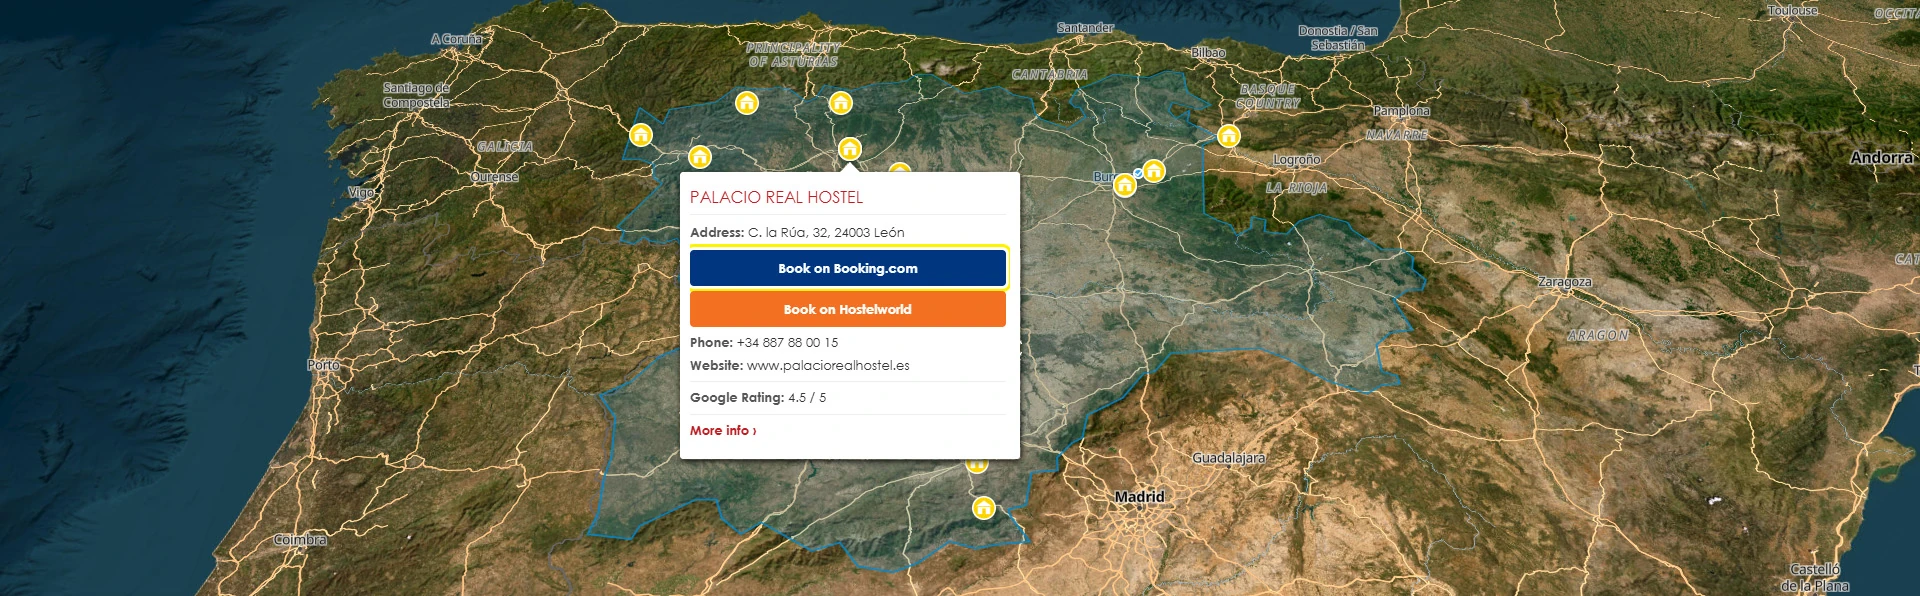 Toulouse
OCCITA
Santander
Donostia / San
Sebastián
A Coruña
PRINCIPALITY
OF ASTURIAS
Bilbao
CANTABRIA
Santiago de
Compostela
BASQUE
COUNTRY
Pamplona
NAVARRE
GALICIA
Logroño
Andorra
Ourense
Burg
LA RIOJA
Vigo
PALACIO REAL HOSTEL
Address: C. la Rúa, 32, 24003 León
Book on Booking.com
Book on Hostelworld
Phone: +34 887 88 00 15
Website: www.palaciorealhostel.es
Google Rating: 4.5 / 5
More info ›
CAT
Zaragoza
ARAGON
Porto
T
Guadalajara
Madrid
Coimbra
Castelló
de la Plana